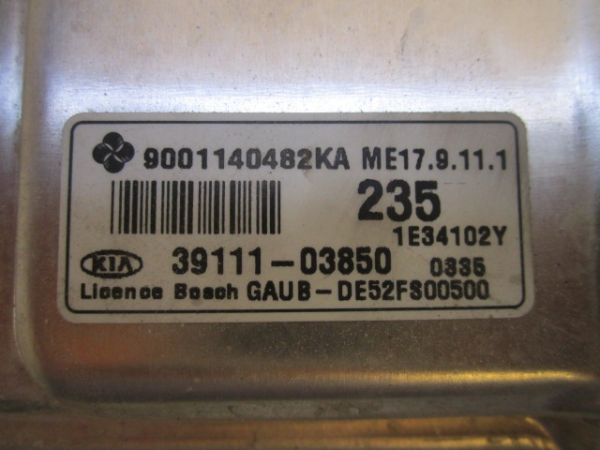 9001140482KA ME17.9.11.1
235
1E34102Y
KIA 39111-03850 0335
Licence Bosch GAUB-DE52FS00500